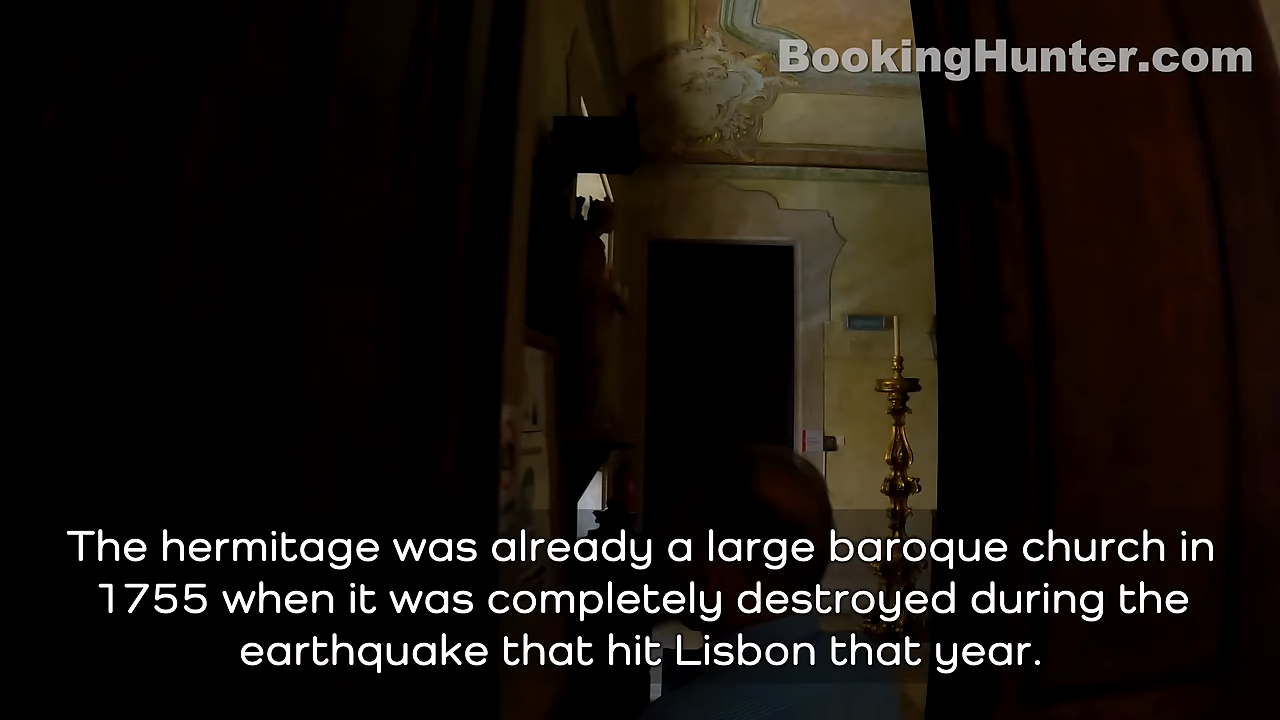 BookingHunter.com
The hermitage was already a large baroque church in
1755 when it was completely destroyed during the
earthquake that hit Lisbon that year.